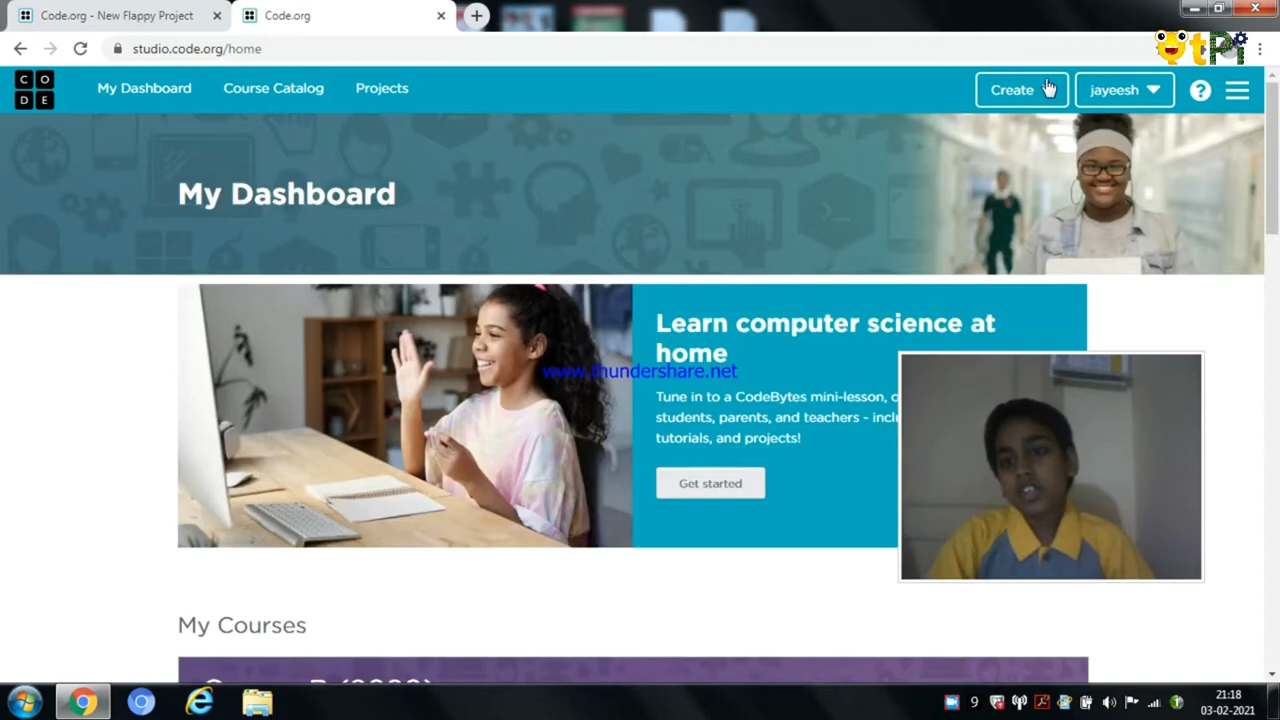 Code.org - New Flappy Project
Code.org
studio.code.org/home
tPi
C O
D E
My Dashboard
Course Catalog
Projects
Create
jayeesh
?
My Dashboard
Learn computer science at
home
www.thundershare.net
Tune in to a CodeBytes mini-lesson,
students, parents, and teachers - inclu
tutorials, and projects!
Get started
My Courses
9
21:18
03-02-2021